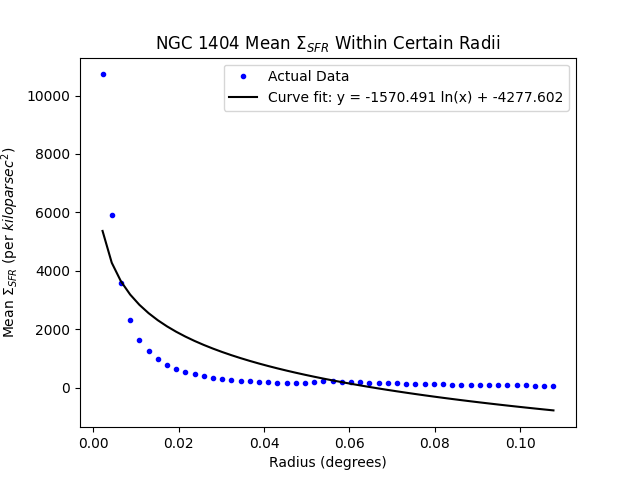 NGC 1404 Mean Σ_SFR Within Certain Radii
Actual Data
Curve fit: y = -1570.491 ln(x) + -4277.602
Mean Σ_SFR (per kiloparsec²)
10000
8000
6000
4000
2000
0
0.00 0.02 0.04 0.06 0.08 0.10
Radius (degrees)